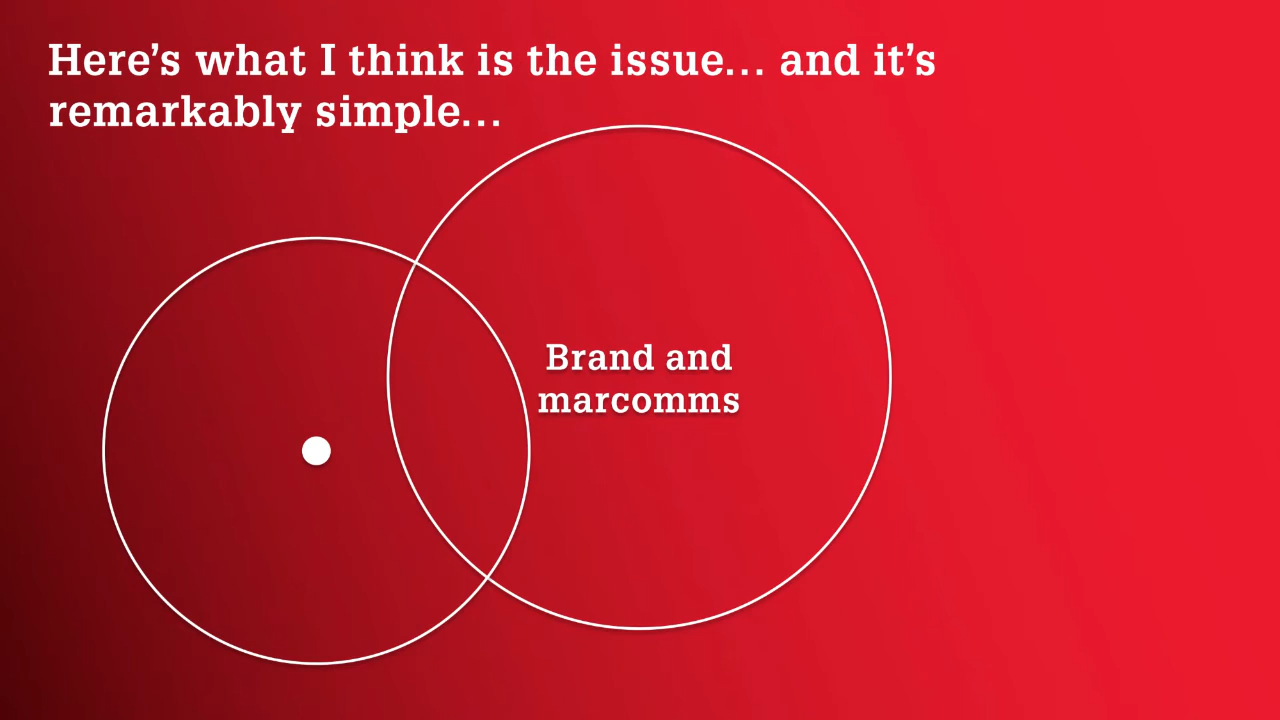 Here’s what I think is the issue… and it’s
remarkably simple…
Brand and
marcomms